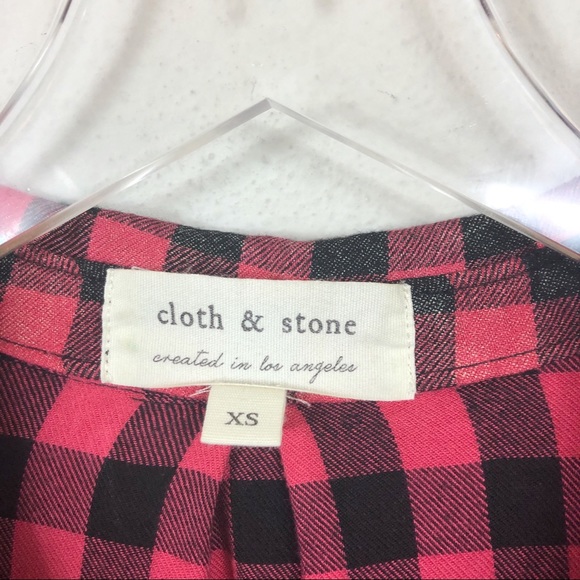 cloth & stone
created in los angeles
XS